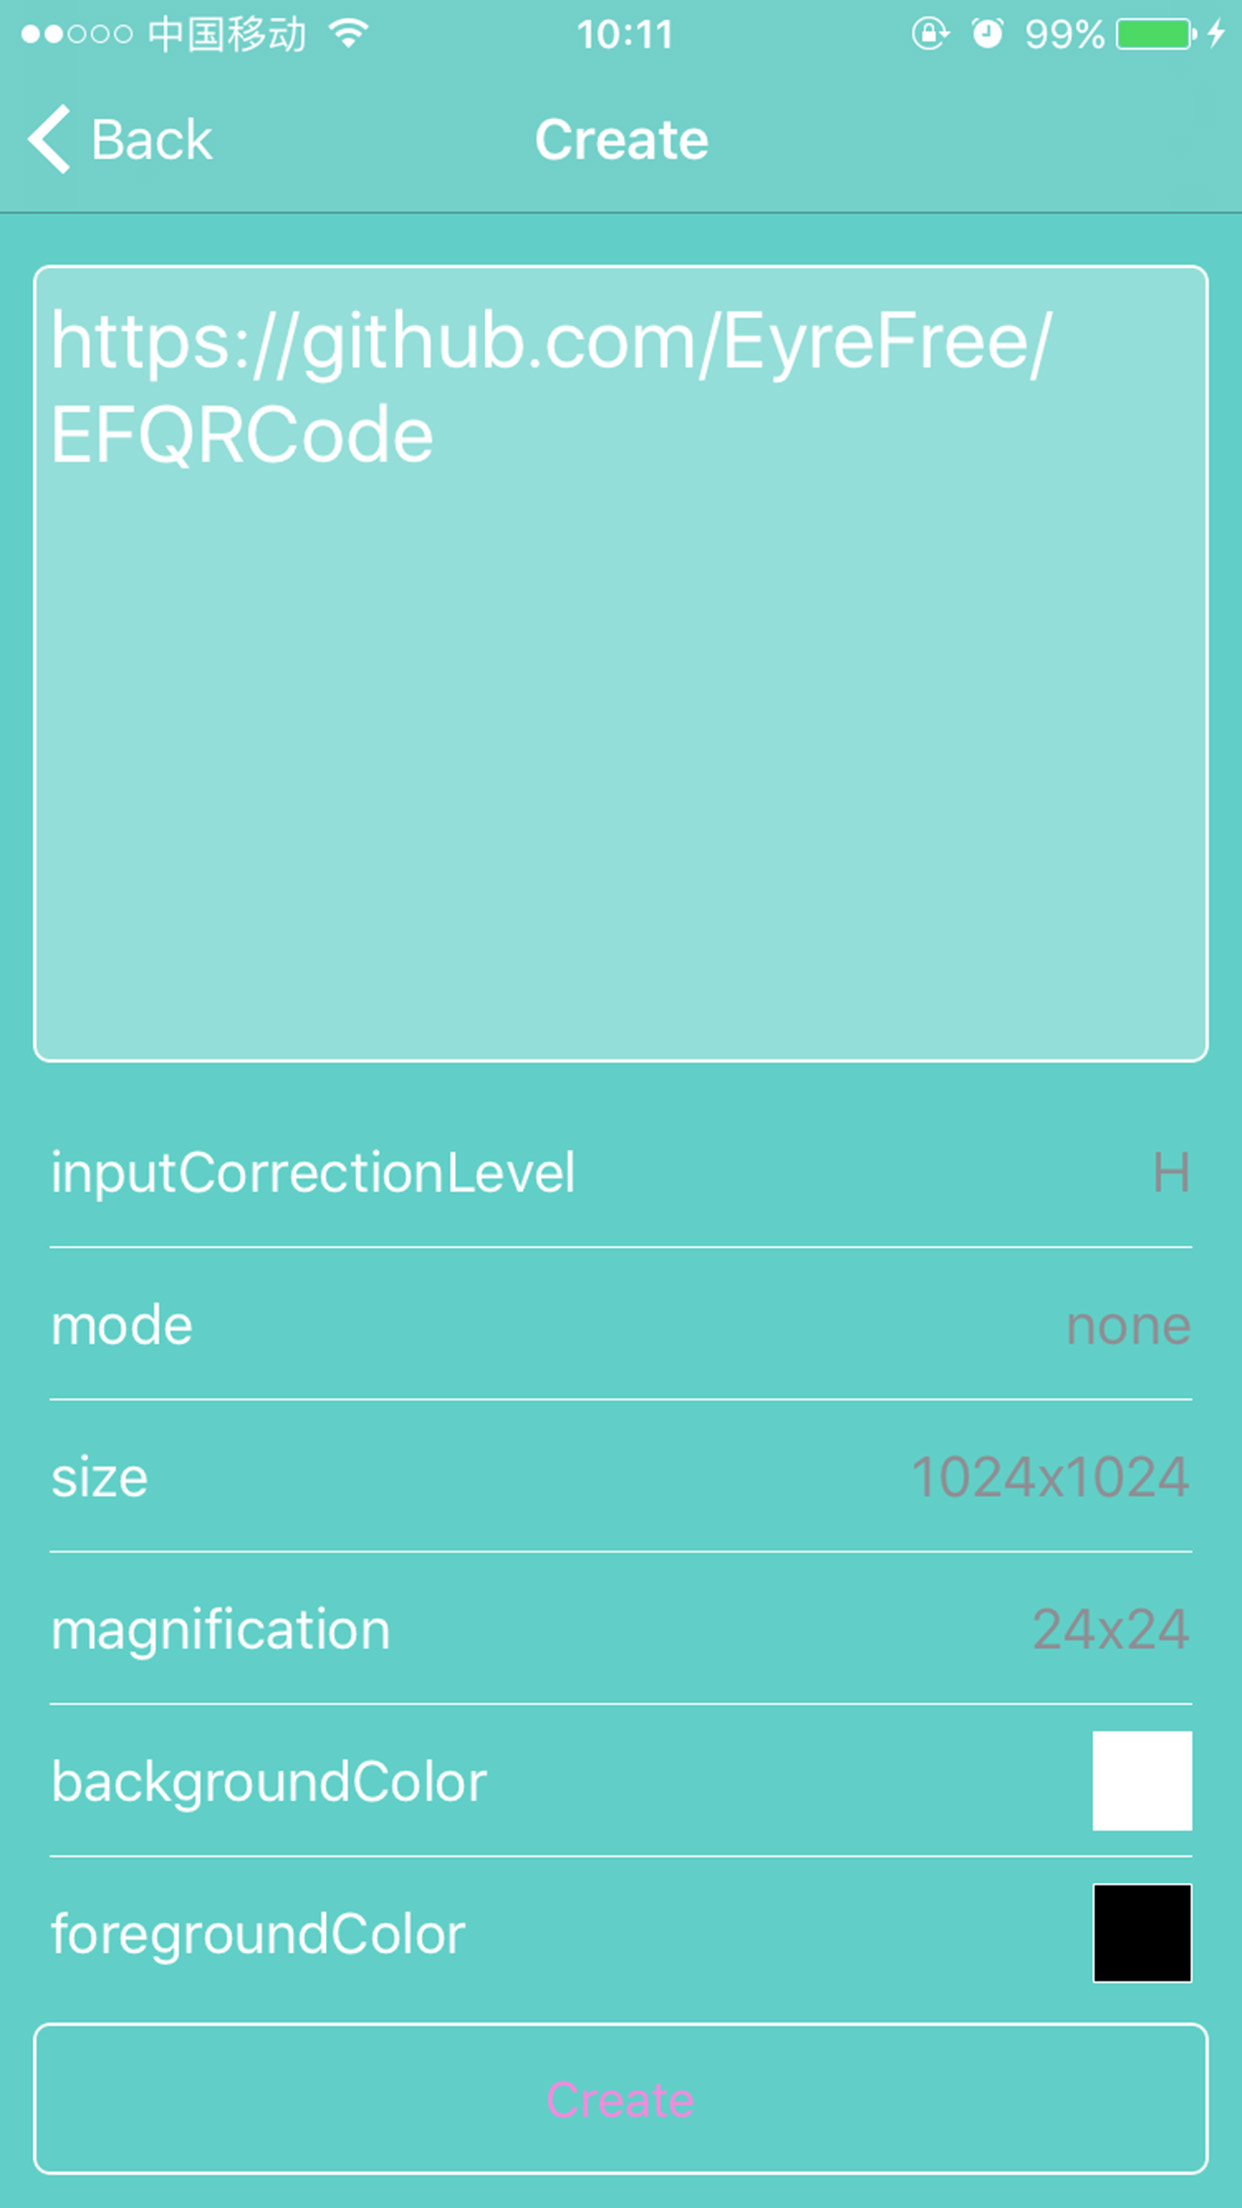 中国移动 10:11 99%
Back Create
https://github.com/EyreFree/
EFQRCode
inputCorrectionLevel H
mode none
size 1024x1024
magnification 24x24
backgroundColor
foregroundColor
Create